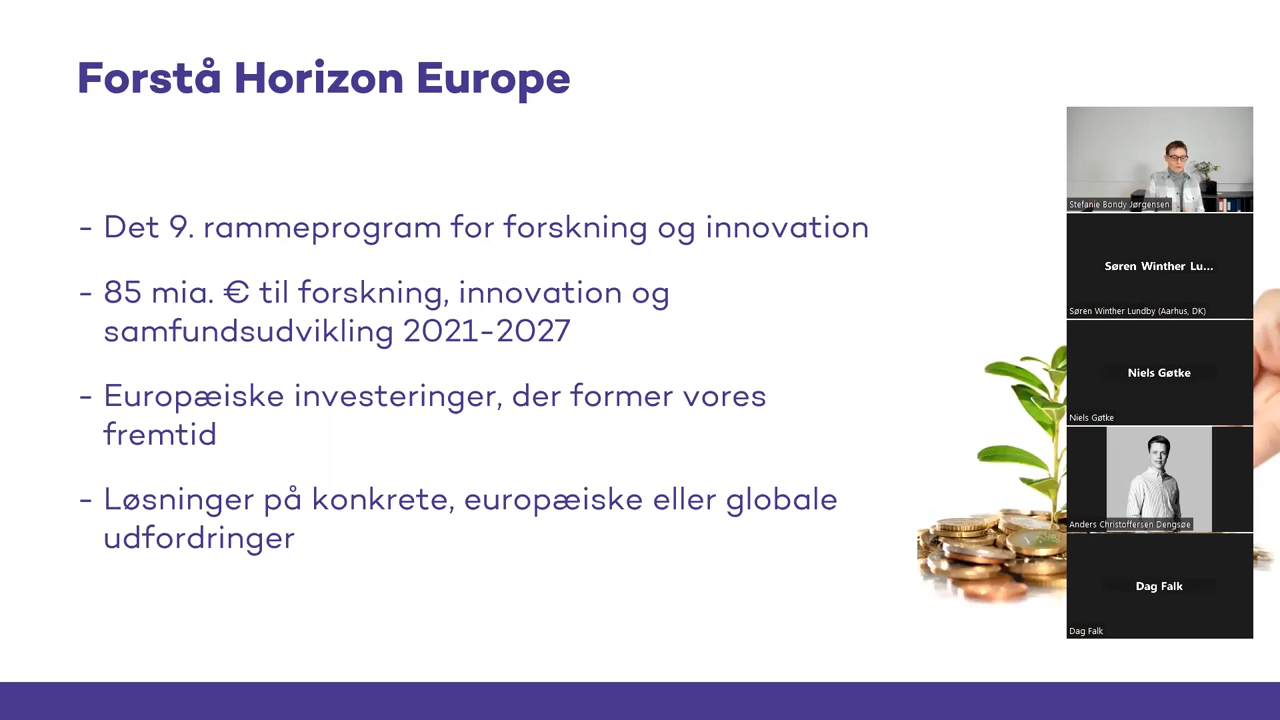 Forstå Horizon Europe
- Det 9. rammeprogram for forskning og innovation
- 85 mia. € til forskning, innovation og
samfundsudvikling 2021-2027
- Europæiske investeringer, der former vores
fremtid
- Løsninger på konkrete, europæiske eller globale
udfordringer
Stefanie Bondy Jørgensen
Søren Winther Lu...
Søren Winther Lundby (Aarhus, DK)
Niels Gøtke
Niels Gøtke
Anders Christoffersen Dengsøe
Dag Falk
Dag Falk